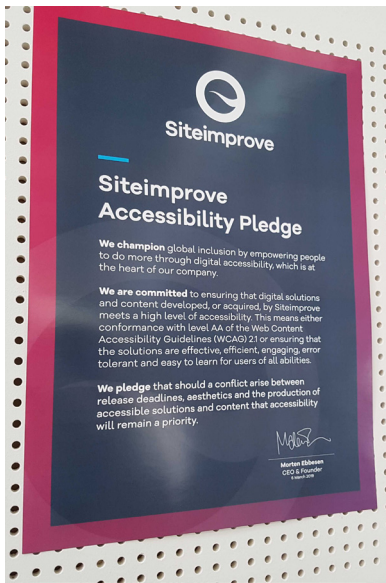 Siteimprove
Siteimprove
Accessibility Pledge
We champion global inclusion by empowering people
to do more through digital accessibility, which is at
the heart of our company.
We are committed to ensuring that digital solutions
and content developed, or acquired, by Siteimprove
meets a high level of accessibility. This means either
conformance with level AA of the Web Content
Accessibility Guidelines (WCAG) 2.1 or ensuring that
the solutions are effective, efficient, engaging, error
tolerant and easy to learn for users of all abilities.
We pledge that should a conflict arise between
release deadlines, aesthetics and the production of
accessible solutions and content that accessibility
will remain a priority.
Morten Ebbesen
CEO & Founder